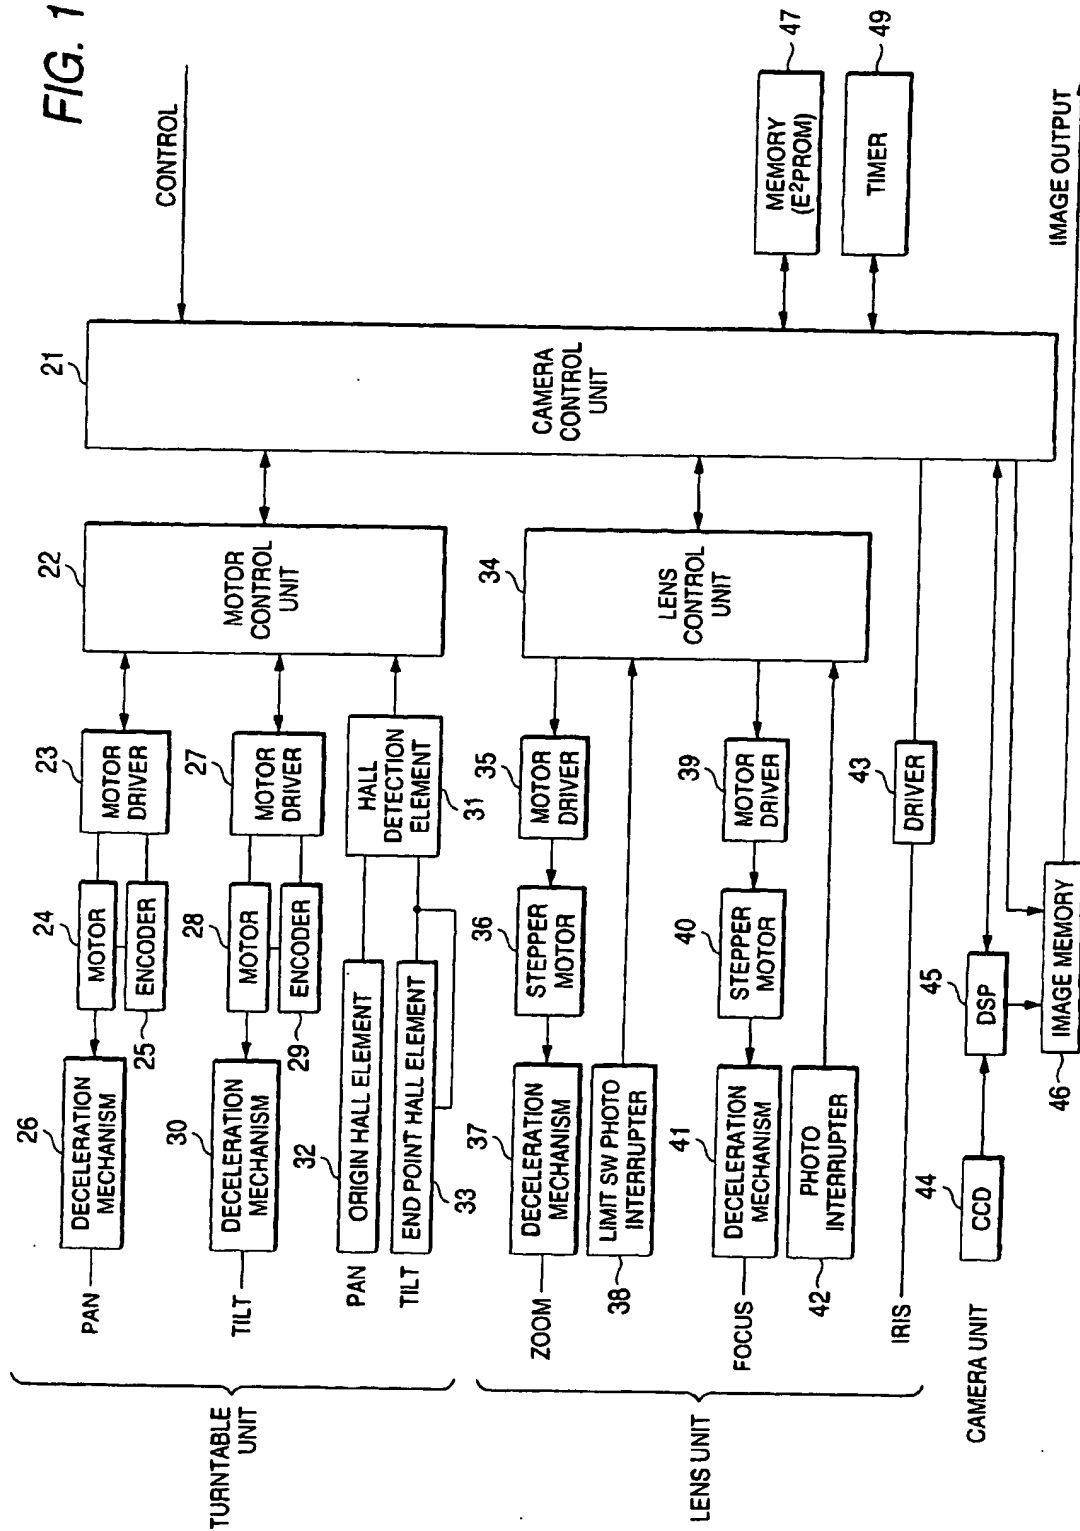 FIG. 1
TURNTABLE
UNIT
PAN
26
DECELERATION
MECHANISM
24
MOTOR
ENCODER
25
23
MOTOR
DRIVER
22
MOTOR
CONTROL
UNIT
21
CAMERA
CONTROL
UNIT
CONTROL
TILT
30
DECELERATION
MECHANISM
28
MOTOR
ENCODER
29
27
MOTOR
DRIVER
PAN
32
ORIGIN HALL ELEMENT
TILT
END POINT HALL ELEMENT
33
HALL
DETECTION
ELEMENT
31
LENS UNIT
ZOOM
37
DECELERATION
MECHANISM
36
STEPPER
MOTOR
35
MOTOR
DRIVER
34
LENS
CONTROL
UNIT
LIMIT SW PHOTO
INTERRUPTER
38
FOCUS
41
DECELERATION
MECHANISM
40
STEPPER
MOTOR
39
MOTOR
DRIVER
PHOTO
INTERRUPTER
42
IRIS
43
DRIVER
MEMORY
(E²PROM)
47
TIMER
49
CAMERA UNIT
44
CCD
45
DSP
46
IMAGE MEMORY
IMAGE OUTPUT